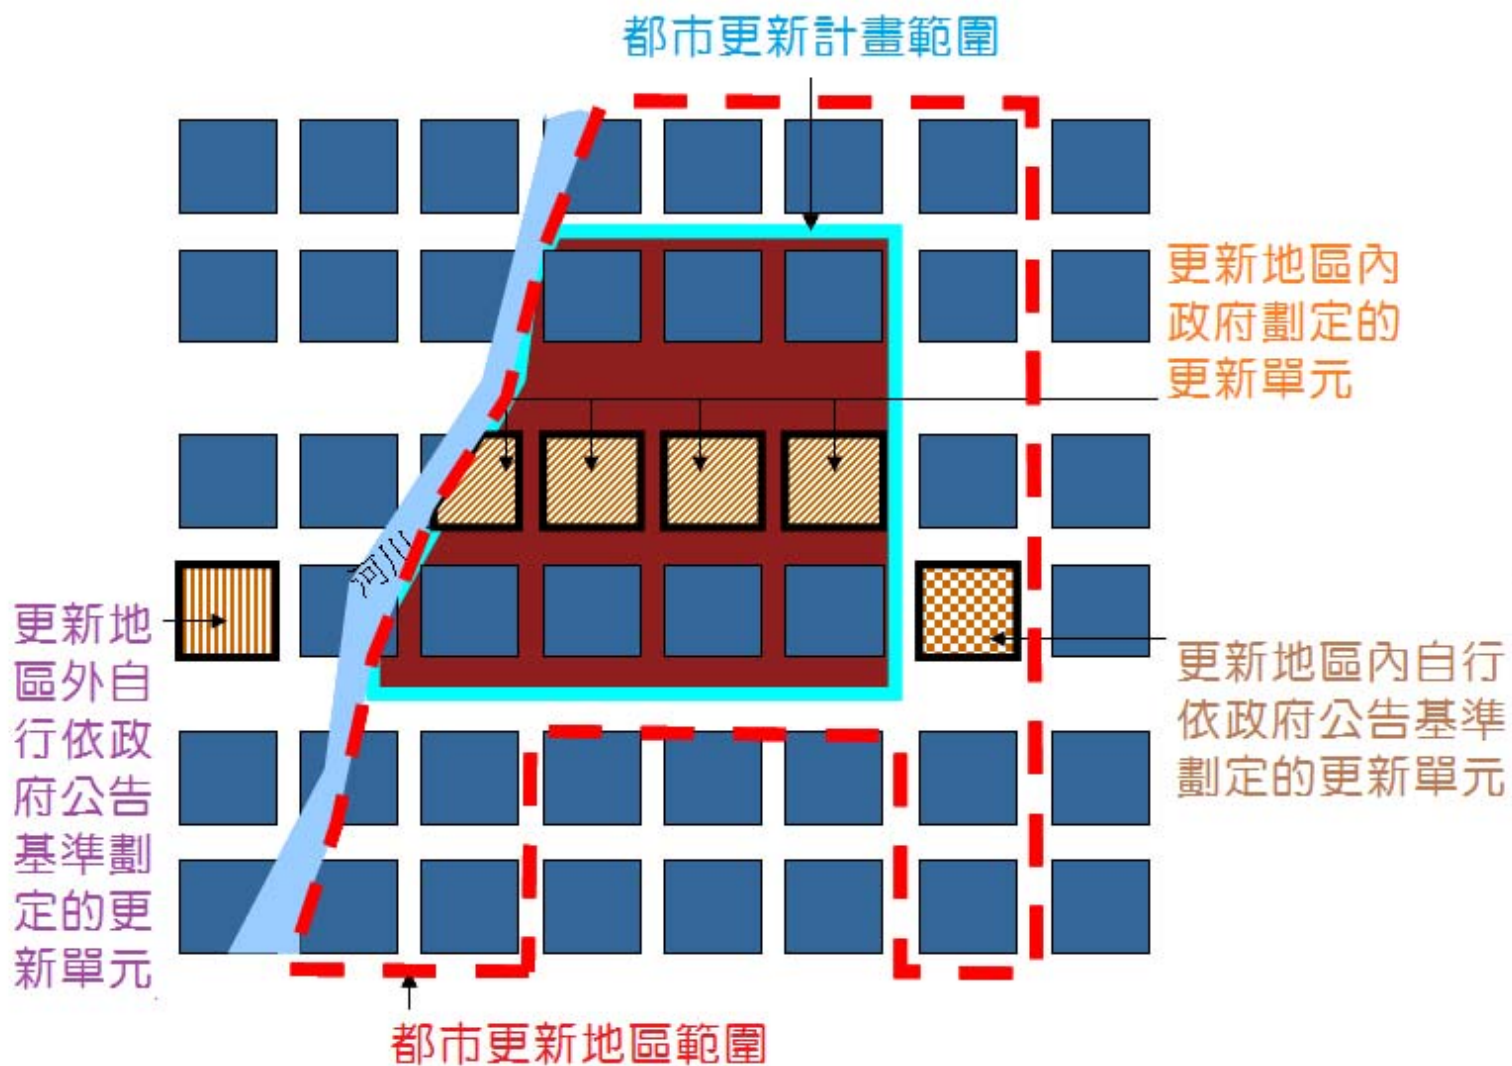 都市更新計畫範圍
更新地區內
政府劃定的
更新單元
河川
更新地
區外自
行依政
府公告
基準劃
定的更
新單元
更新地區內自行
依政府公告基準
劃定的更新單元
都市更新地區範圍